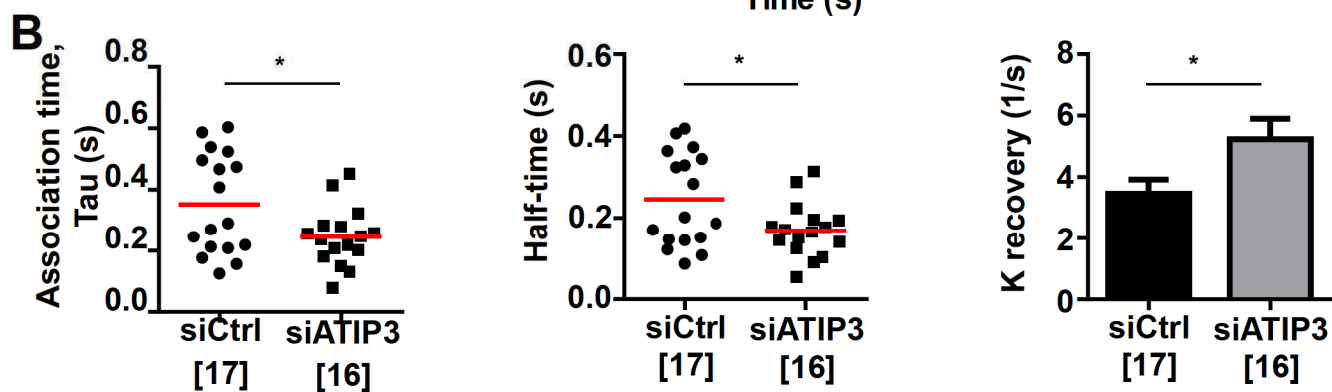 Time (s)
B
Association time,
Tau (s)
0.8
0.6
0.4
0.2
0.0
*
siCtrl
siATIP3
[17]
[16]
Half-time (s)
0.6
0.4
0.2
0.0
*
siCtrl
siATIP3
[17]
[16]
K recovery (1/s)
8
6
4
2
0
*
siCtrl
siATIP3
[17]
[16]